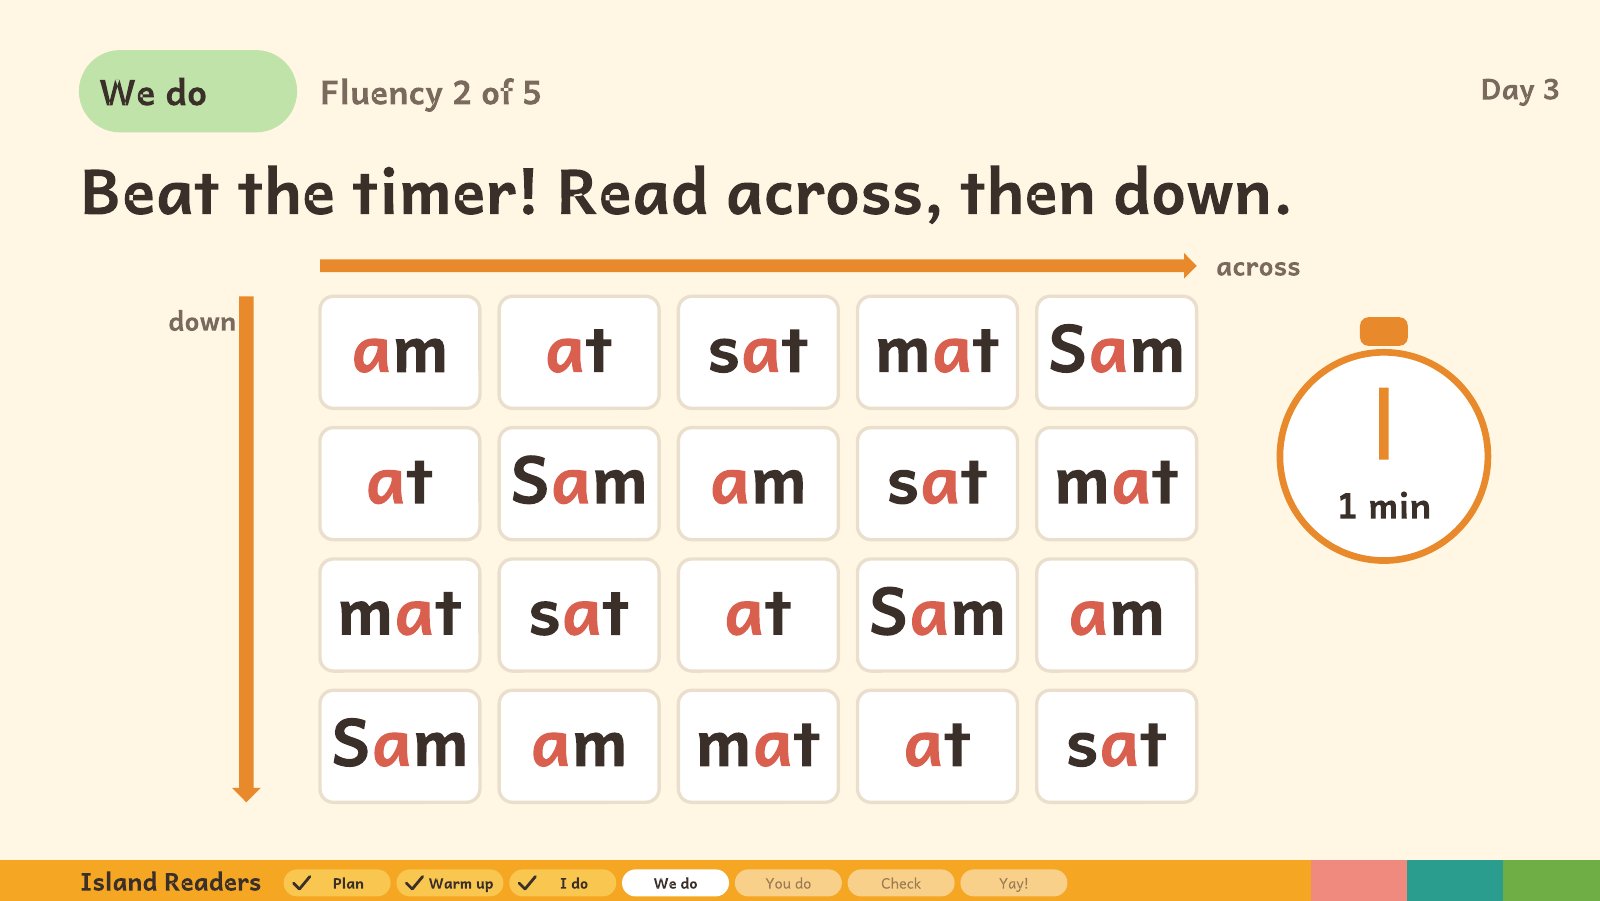 We do
Fluency 2 of 5
Day 3
Beat the timer! Read across, then down.
across
down
am at sat mat Sam
at Sam am sat mat
mat sat at Sam am
Sam am mat at sat
1 min
Island Readers
Plan Warm up I do We do You do Check Yay!